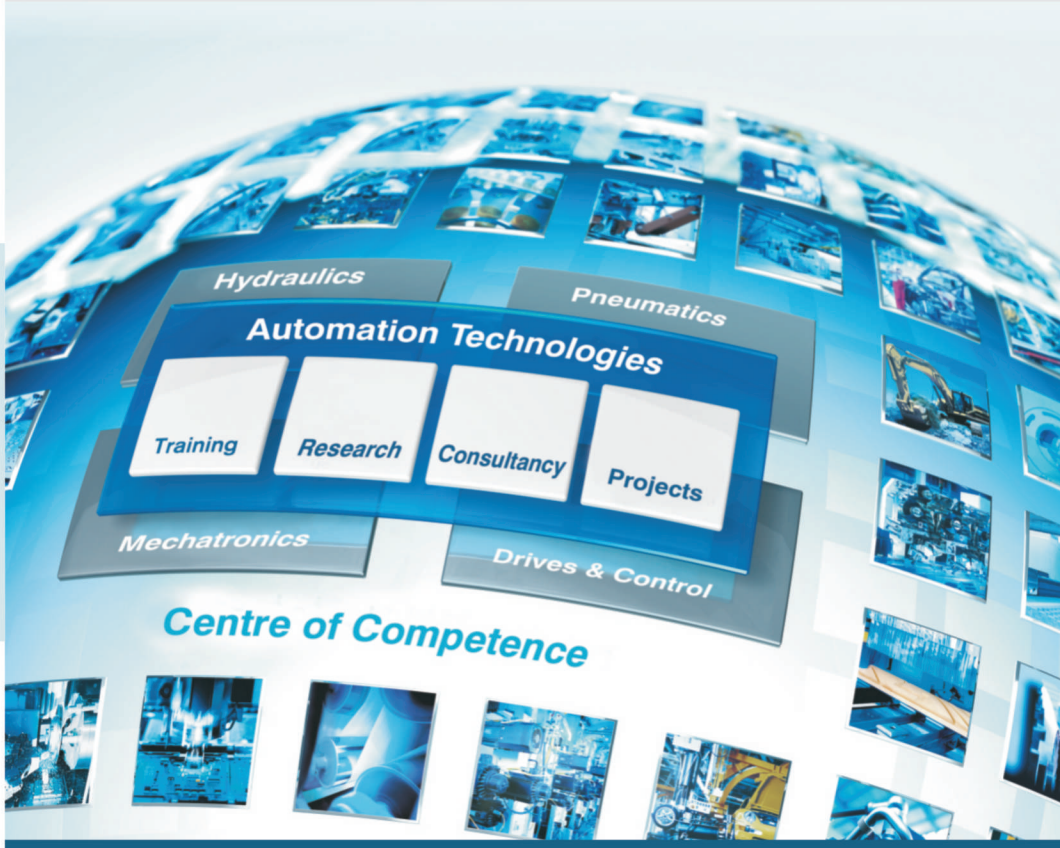 Hydraulics
Pneumatics
Automation Technologies
Training
Research
Consultancy
Projects
Mechatronics
Drives & Control
Centre of Competence